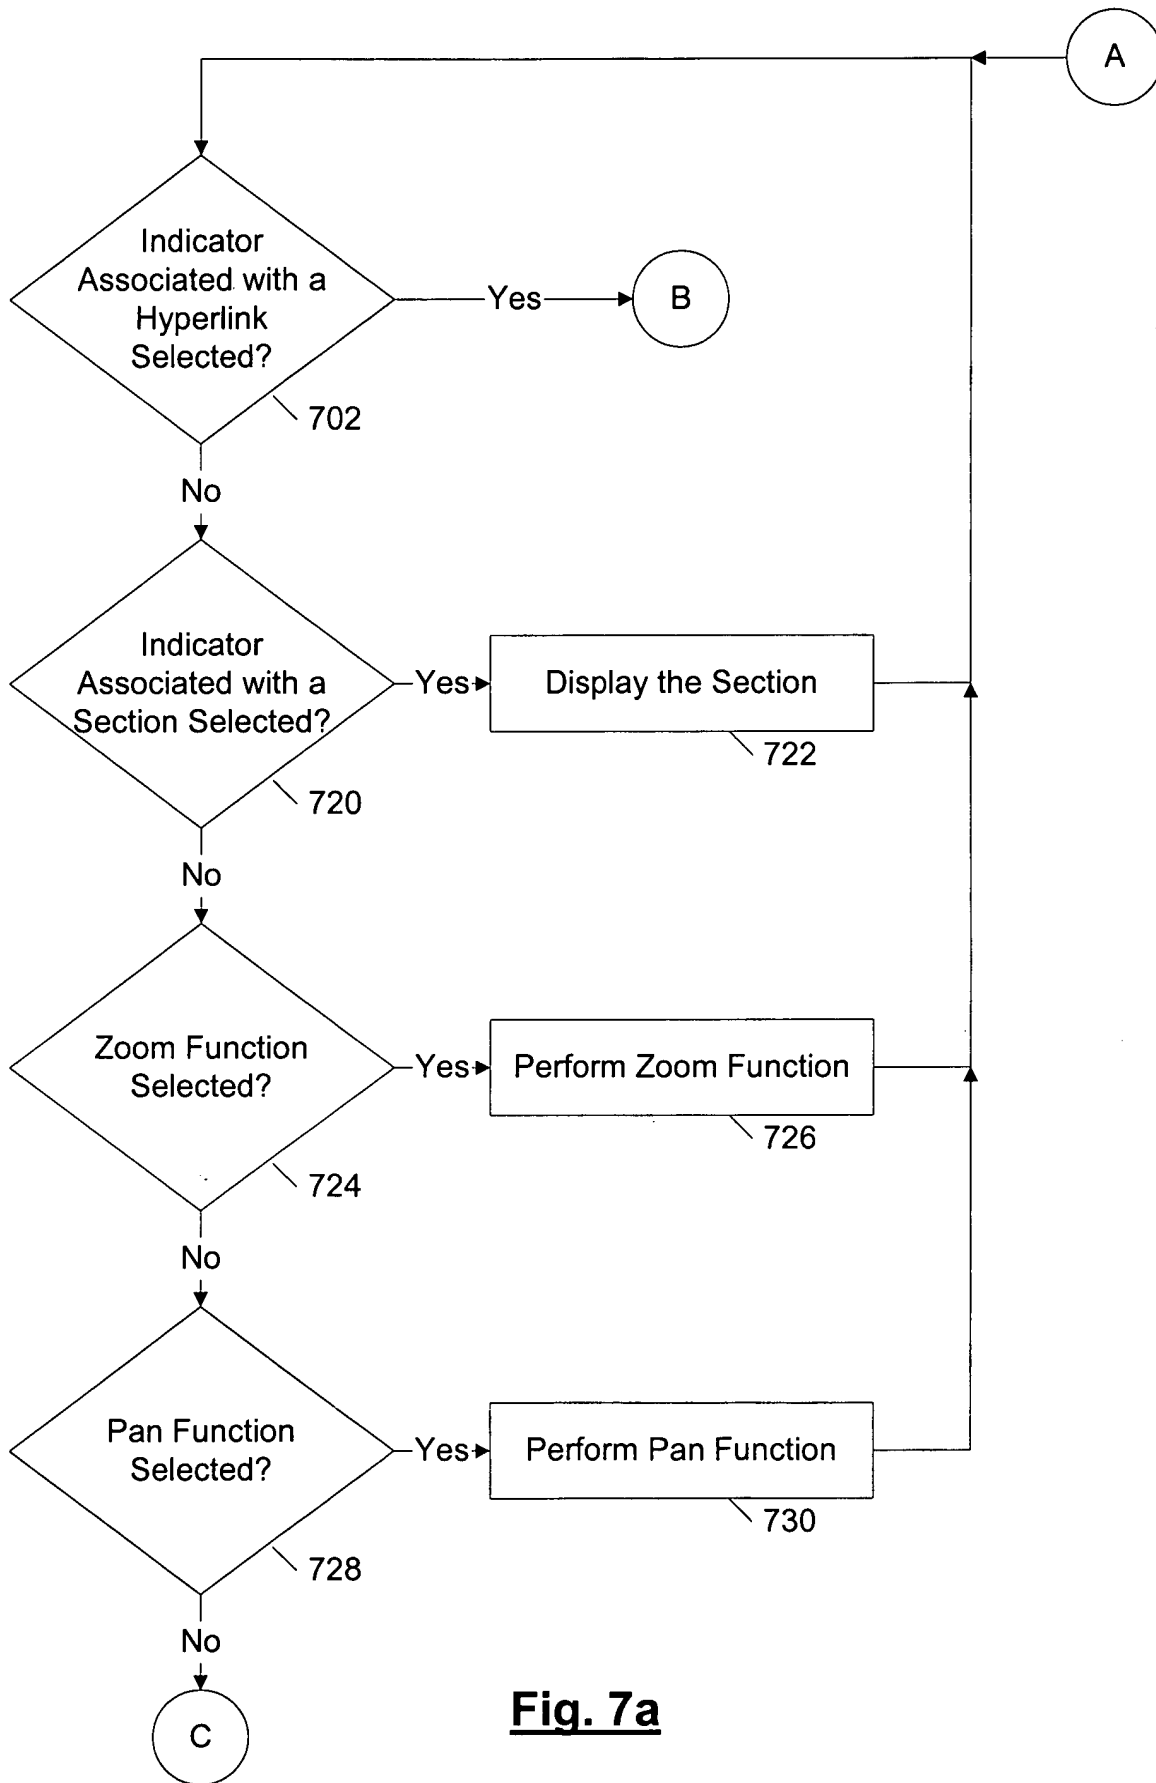 A
Indicator
Associated with a
Hyperlink
Selected?
Yes
B
702
No
Indicator
Associated with a
Section Selected?
Yes
Display the Section
722
720
No
Zoom Function
Selected?
Yes
Perform Zoom Function
726
724
No
Pan Function
Selected?
Yes
Perform Pan Function
730
728
No
C
Fig. 7a